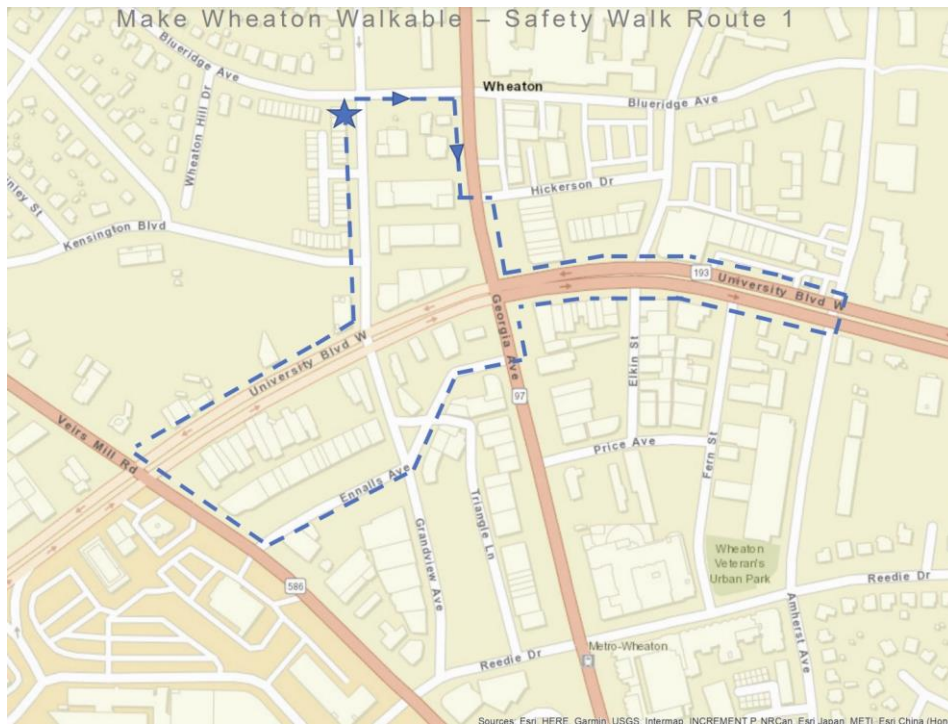 Make Wheaton Walkable – Safety Walk Route 1
Blueridge Ave
Wheaton
Blueridge Ave
Wheaton Hill Dr
Hickerson Dr
nley St
Kensington Blvd
193
University Blvd W
University Blvd W
Georgia Ave
Elkin St
97
Veirs Mill Rd
Price Ave
Fern St
Ennalls Ave
Triangle Ln
Grandview Ave
Wheaton
Veteran's
Urban Park
586
Reedie Dr
Amherst Ave
Metro-Wheaton
Reedie Dr
Sources: Esri, HERE, Garmin, USGS, Intermap, INCREMENT P, NRCan, Esri Japan, METI, Esri China (Hon